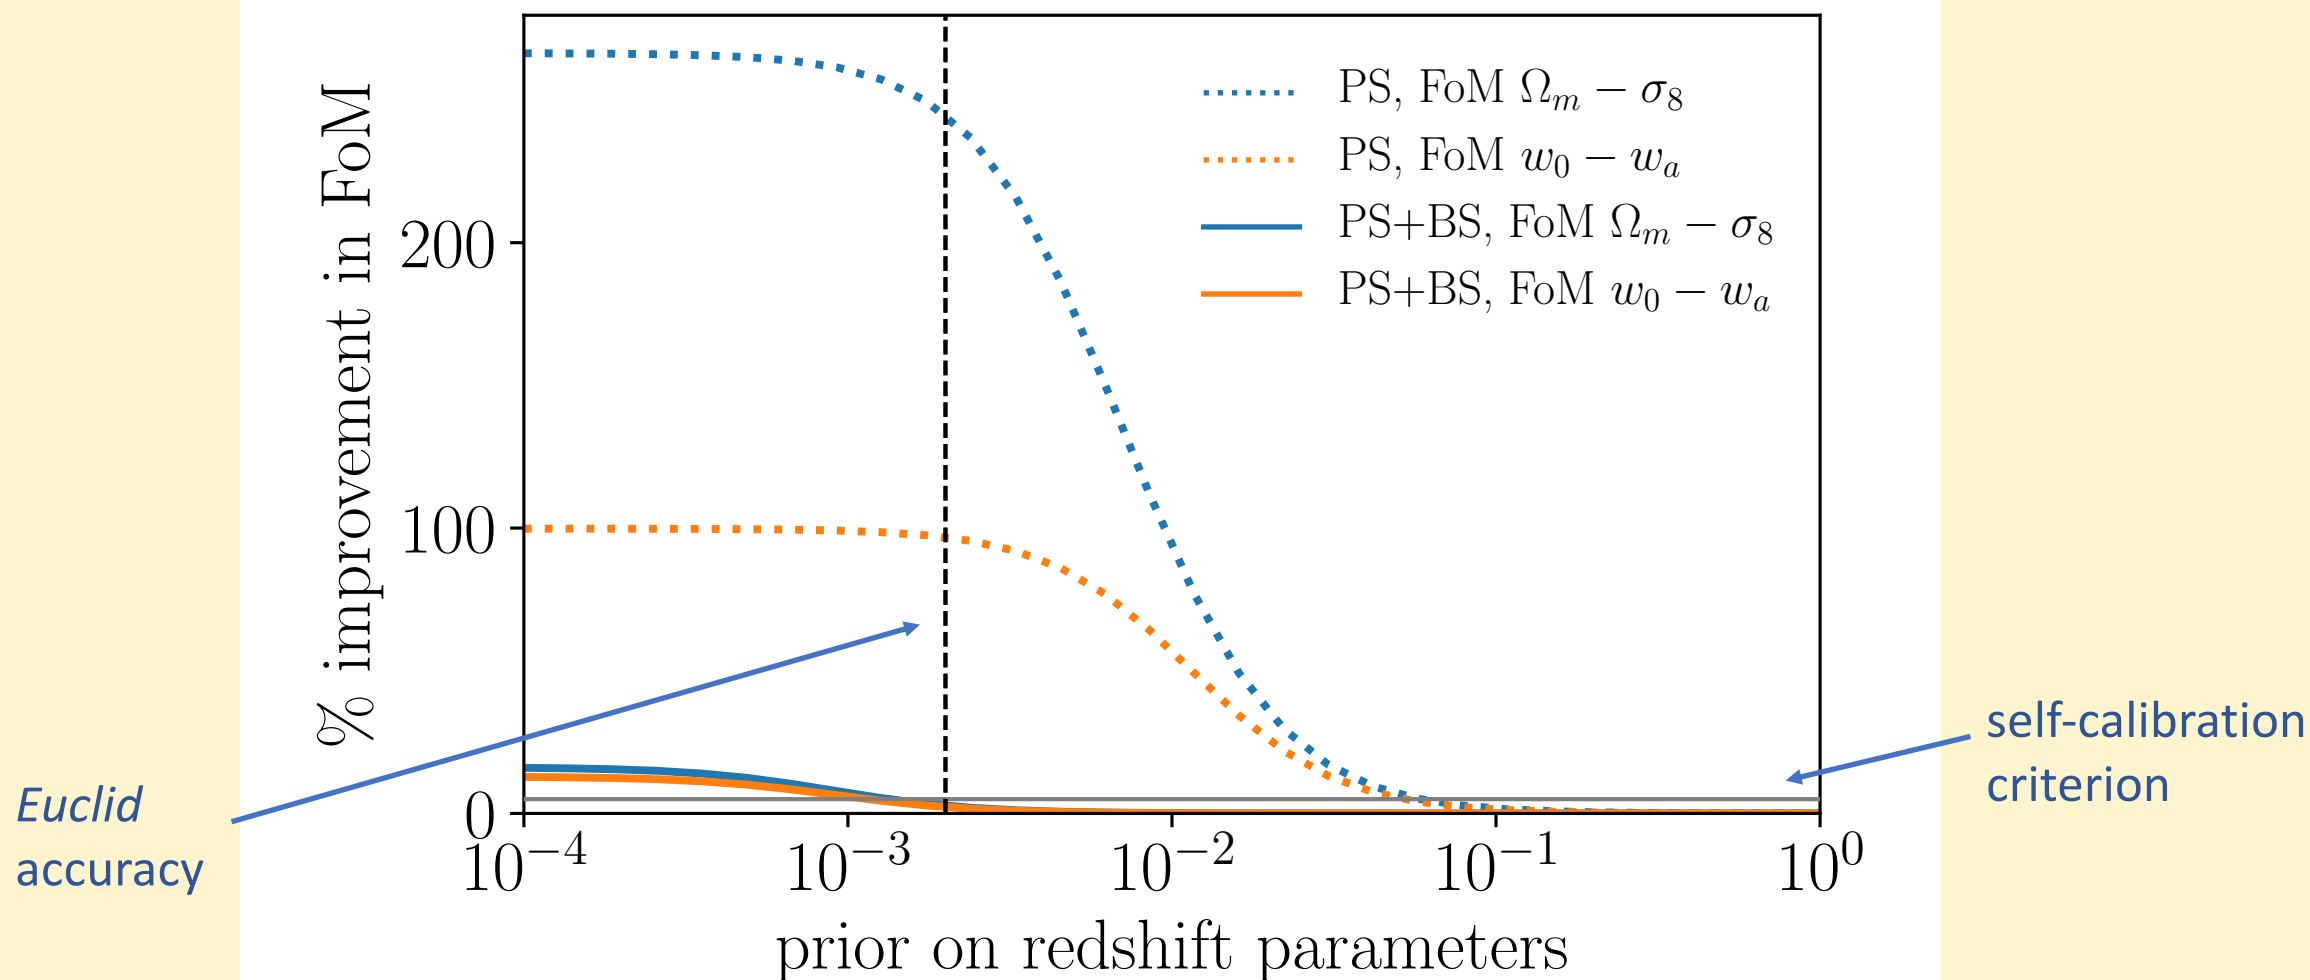 % improvement in FoM
200
100
0
10⁻⁴
10⁻³
10⁻²
10⁻¹
10⁰
prior on redshift parameters
PS, FoM Ωₘ − σ₈
PS, FoM w₀ − wₐ
PS+BS, FoM Ωₘ − σ₈
PS+BS, FoM w₀ − wₐ
Euclid
accuracy
self-calibration
criterion